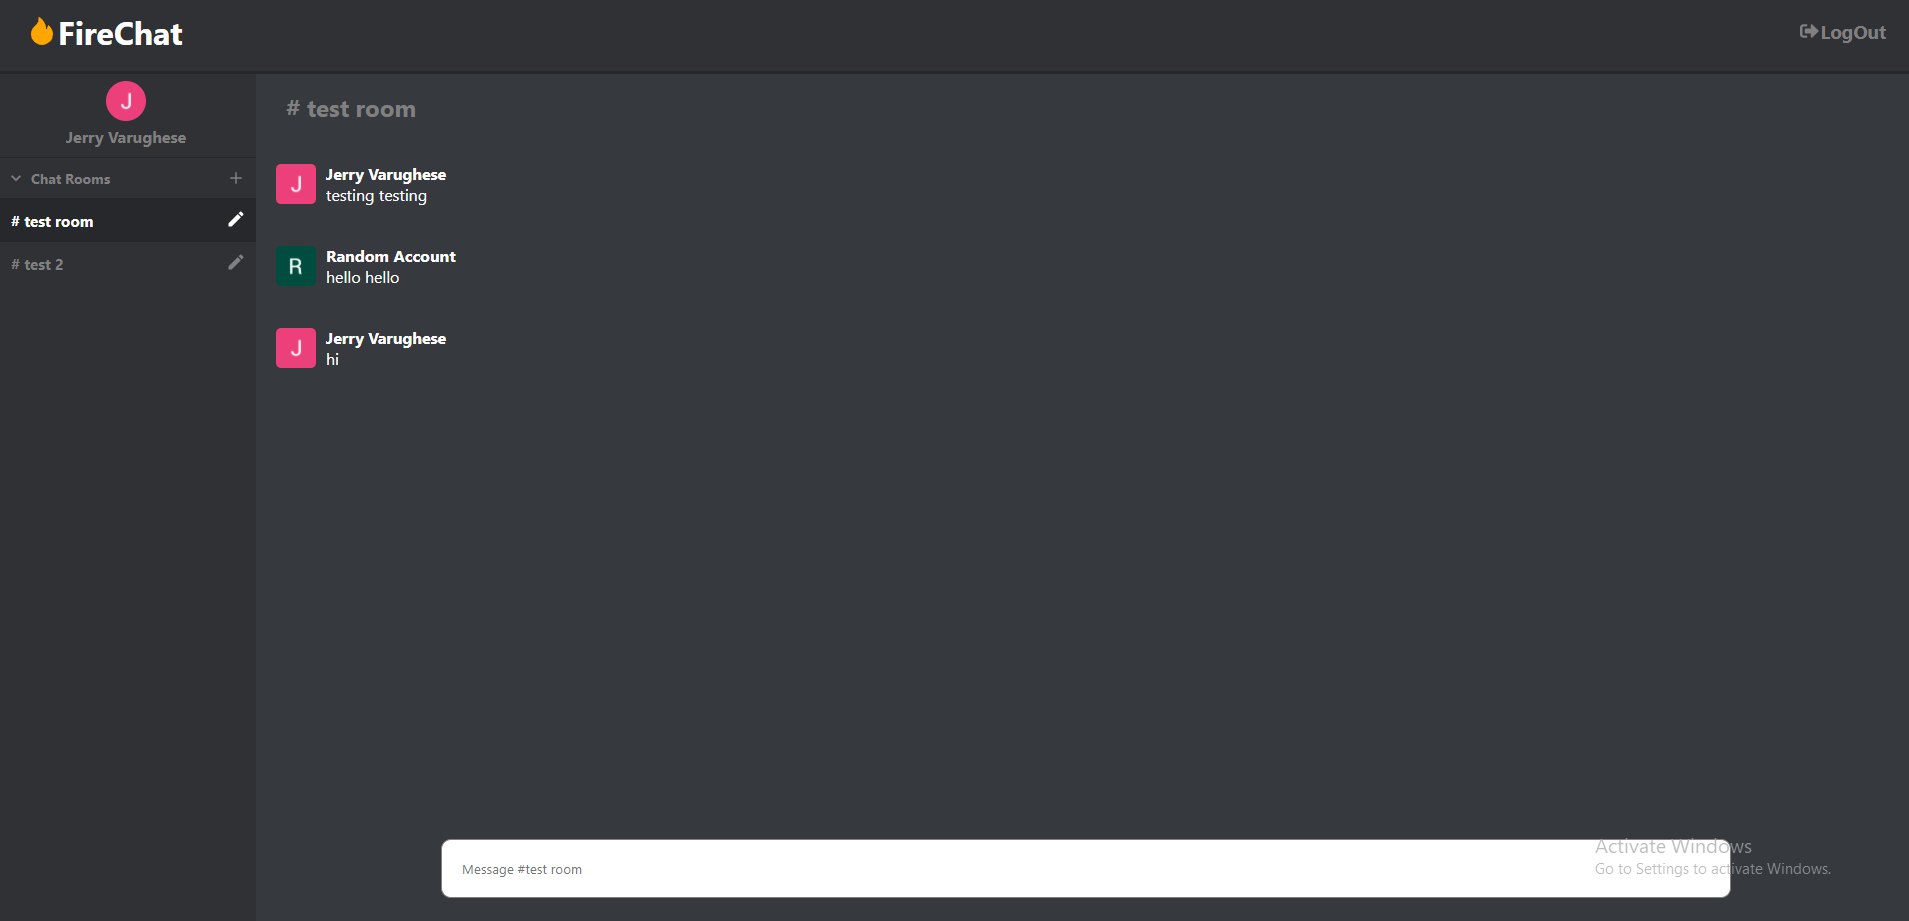 FireChat
LogOut
J
Jerry Varughese
Chat Rooms +
# test room
# test 2
# test room
J
Jerry Varughese
testing testing
R
Random Account
hello hello
J
Jerry Varughese
hi
Message #test room
Activate Windows
Go to Settings to activate Windows.